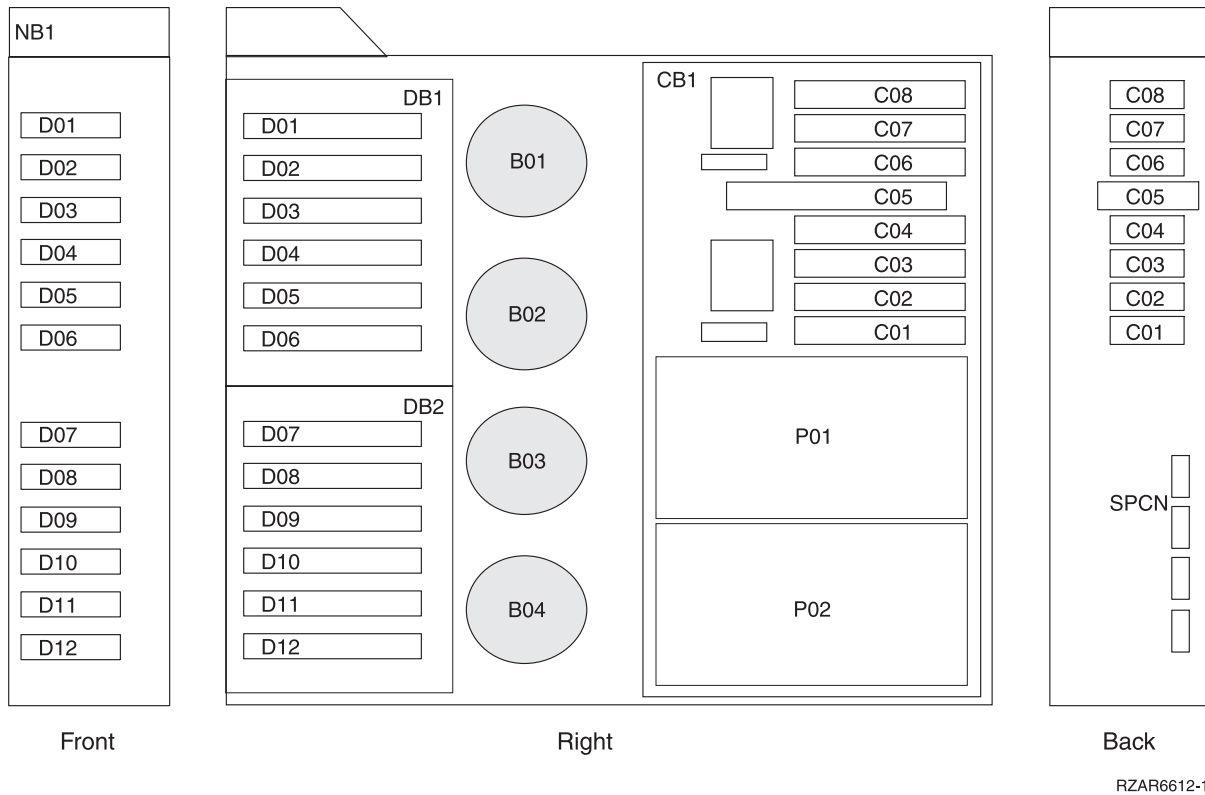 NB1
D01
D02
D03
D04
D05
D06
D07
D08
D09
D10
D11
D12
Front
DB1
D01
D02
D03
D04
D05
D06
DB2
D07
D08
D09
D10
D11
D12
B01
B02
B03
B04
CB1
C08
C07
C06
C05
C04
C03
C02
C01
P01
P02
Right
C08
C07
C06
C05
C04
C03
C02
C01
SPCN
Back
RZAR6612-1